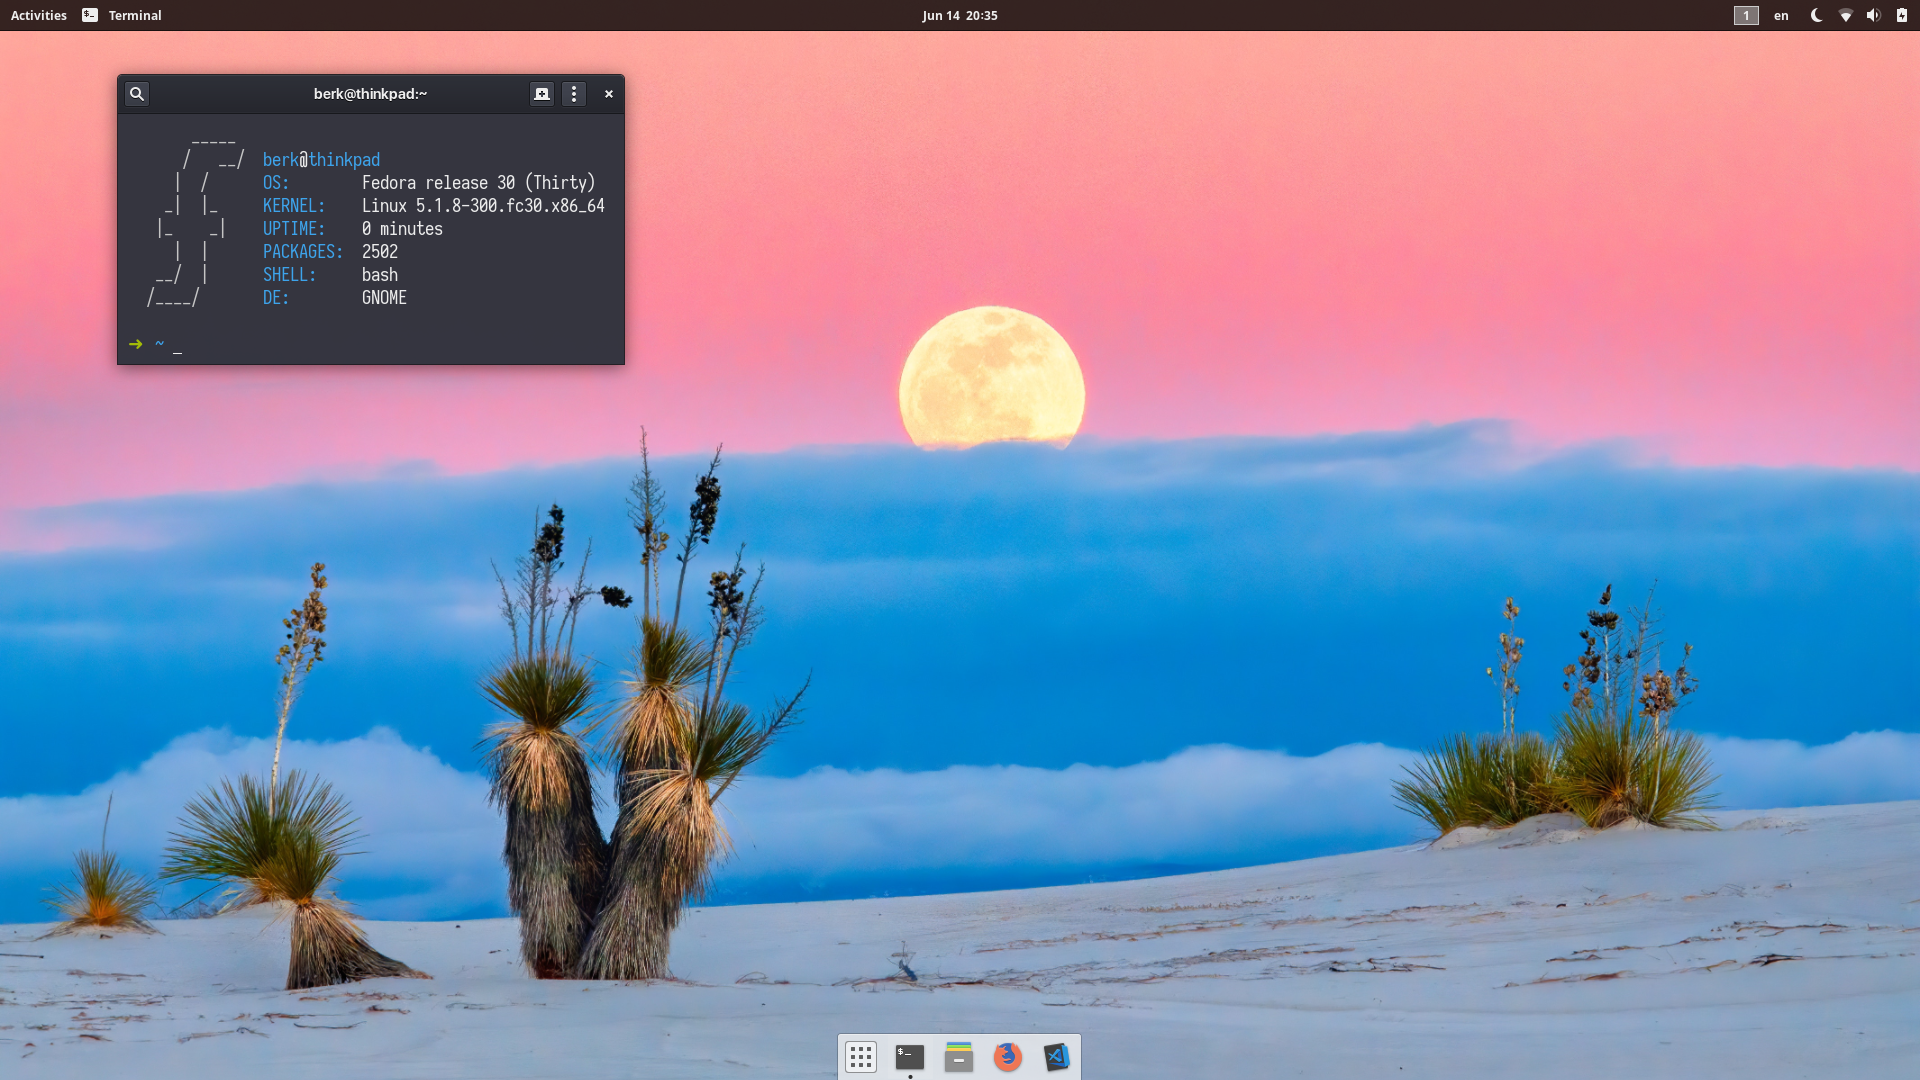 Activities Terminal Jun 14 20:35 1 en
berk@thinkpad:~
berk@thinkpad
OS: Fedora release 30 (Thirty)
KERNEL: Linux 5.1.8-300.fc30.x86_64
UPTIME: 0 minutes
PACKAGES: 2502
SHELL: bash
DE: GNOME
➜ ~ _
$_